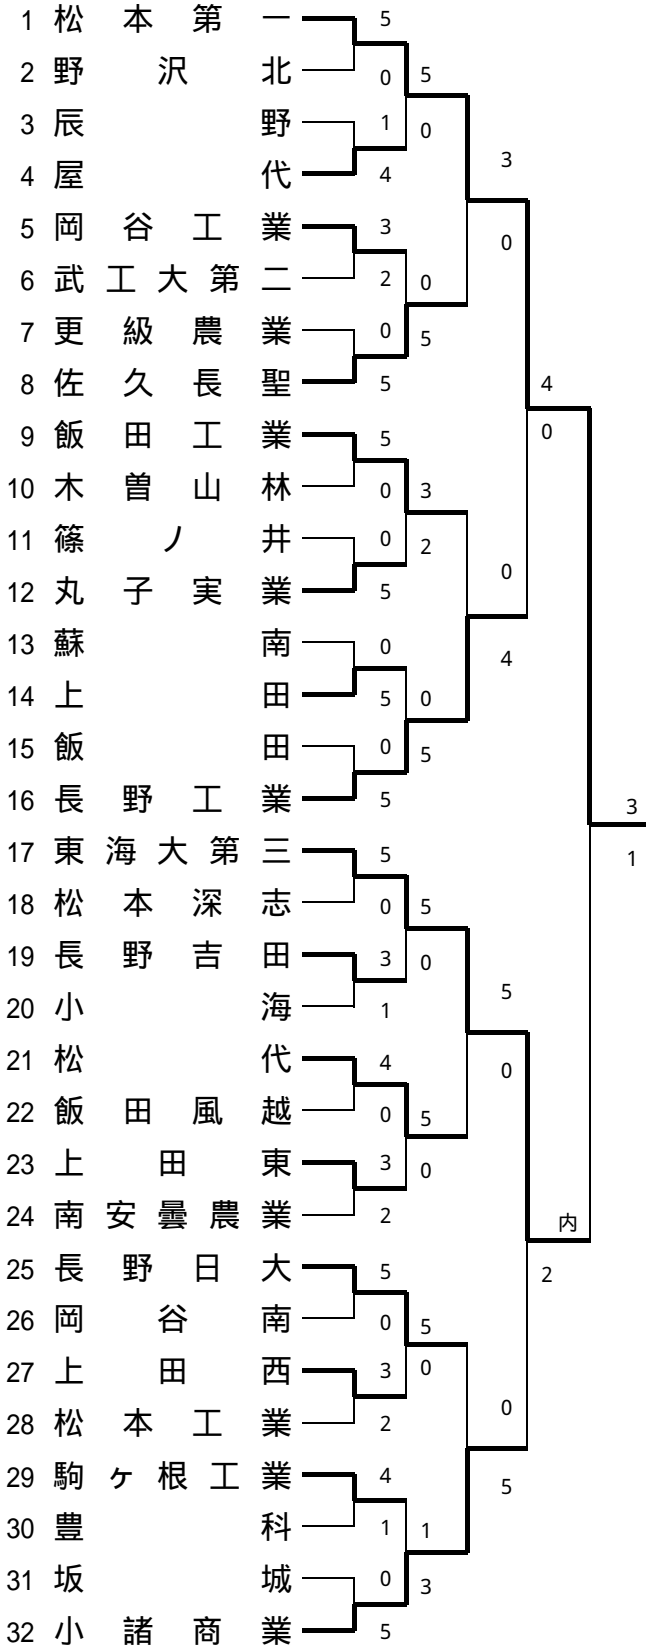 1 松本第一 5
2 野沢北 0 5
3 辰野 1 0
4 屋代 4 3
5 岡谷工業 3 0
6 武工大第二 2 0
7 更級農業 0 5
8 佐久長聖 5 4
9 飯田工業 5 0
10 木曽山林 0 3
11 篠ノ井 0 2
12 丸子実業 5 0
13 蘇南 0 4
14 上田 5 0
15 飯田 0 5
16 長野工業 5 3
17 東海大第三 5 1
18 松本深志 0 5
19 長野吉田 3 0
20 小海 1 5
21 松代 4 0
22 飯田風越 0 5
23 上田東 3 0
24 南安曇農業 2 内
25 長野日大 5 2
26 岡谷南 0 5
27 上田西 3 0
28 松本工業 2 0
29 駒ヶ根工業 4 5
30 豊科 1 1
31 坂城 0 3
32 小諸商業 5